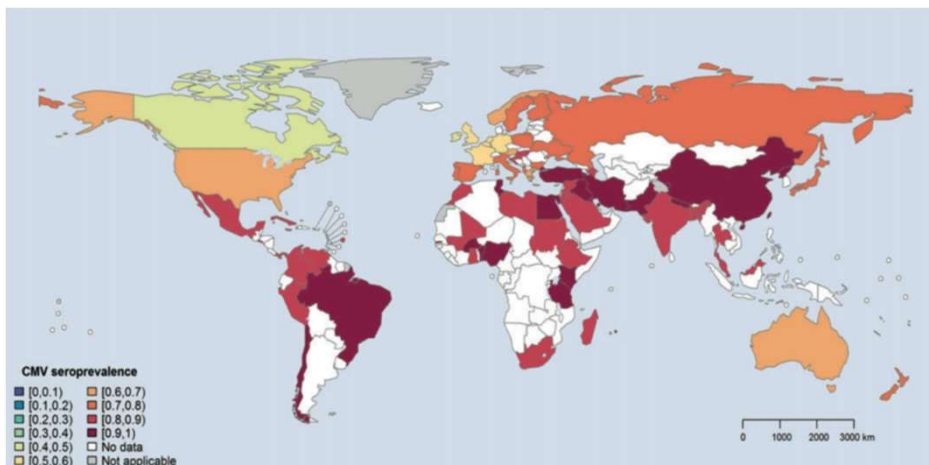 CMV seroprevalence
[0,0.1)
[0.1,0.2)
[0.2,0.3)
[0.3,0.4)
[0.4,0.5)
[0.5,0.6)
[0.6,0.7)
[0.7,0.8)
[0.8,0.9)
[0.9,1)
No data
Not applicable
0 1000 2000 3000 km